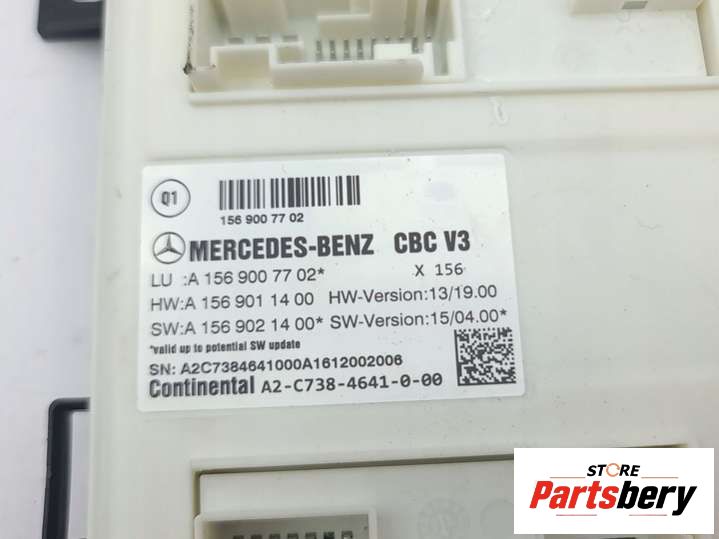 Q1
156 900 77 02
MERCEDES-BENZ CBC V3
LU :A 156 900 77 02* X 156
HW:A 156 901 14 00 HW-Version:13/19.00
SW:A 156 902 14 00* SW-Version:15/04.00*
*valid up to potential SW update
SN: A2C7384641000A1612002006
Continental A2-C738-4641-0-00
STORE
Partsbery